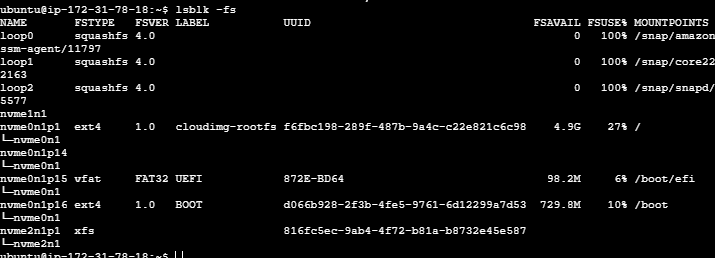 ubuntu@ip-172-31-78-18:~$ lsblk -fs
NAME FSTYPE FSVER LABEL UUID FSAVAIL FSUSE% MOUNTPOINTS
loop0 squashfs 4.0 0 100% /snap/amazon
ssm-agent/11797
loop1 squashfs 4.0 0 100% /snap/core22
2163
loop2 squashfs 4.0 0 100% /snap/snapd/
5577
nvme1n1
nvme0n1p1 ext4 1.0 cloudimg-rootfs f6fbc198-289f-487b-9a4c-c22e821c6c98 4.9G 27% /
└─nvme0n1
nvme0n1p14
└─nvme0n1
nvme0n1p15 vfat FAT32 UEFI 872E-BD64 98.2M 6% /boot/efi
└─nvme0n1
nvme0n1p16 ext4 1.0 BOOT d066b928-2f3b-4fe5-9761-6d12299a7d53 729.8M 10% /boot
└─nvme0n1
nvme2n1p1 xfs 816fc5ec-9ab4-4f72-b81a-b8732e45e587
└─nvme2n1
ubuntu@ip-172-31-78-18:~$